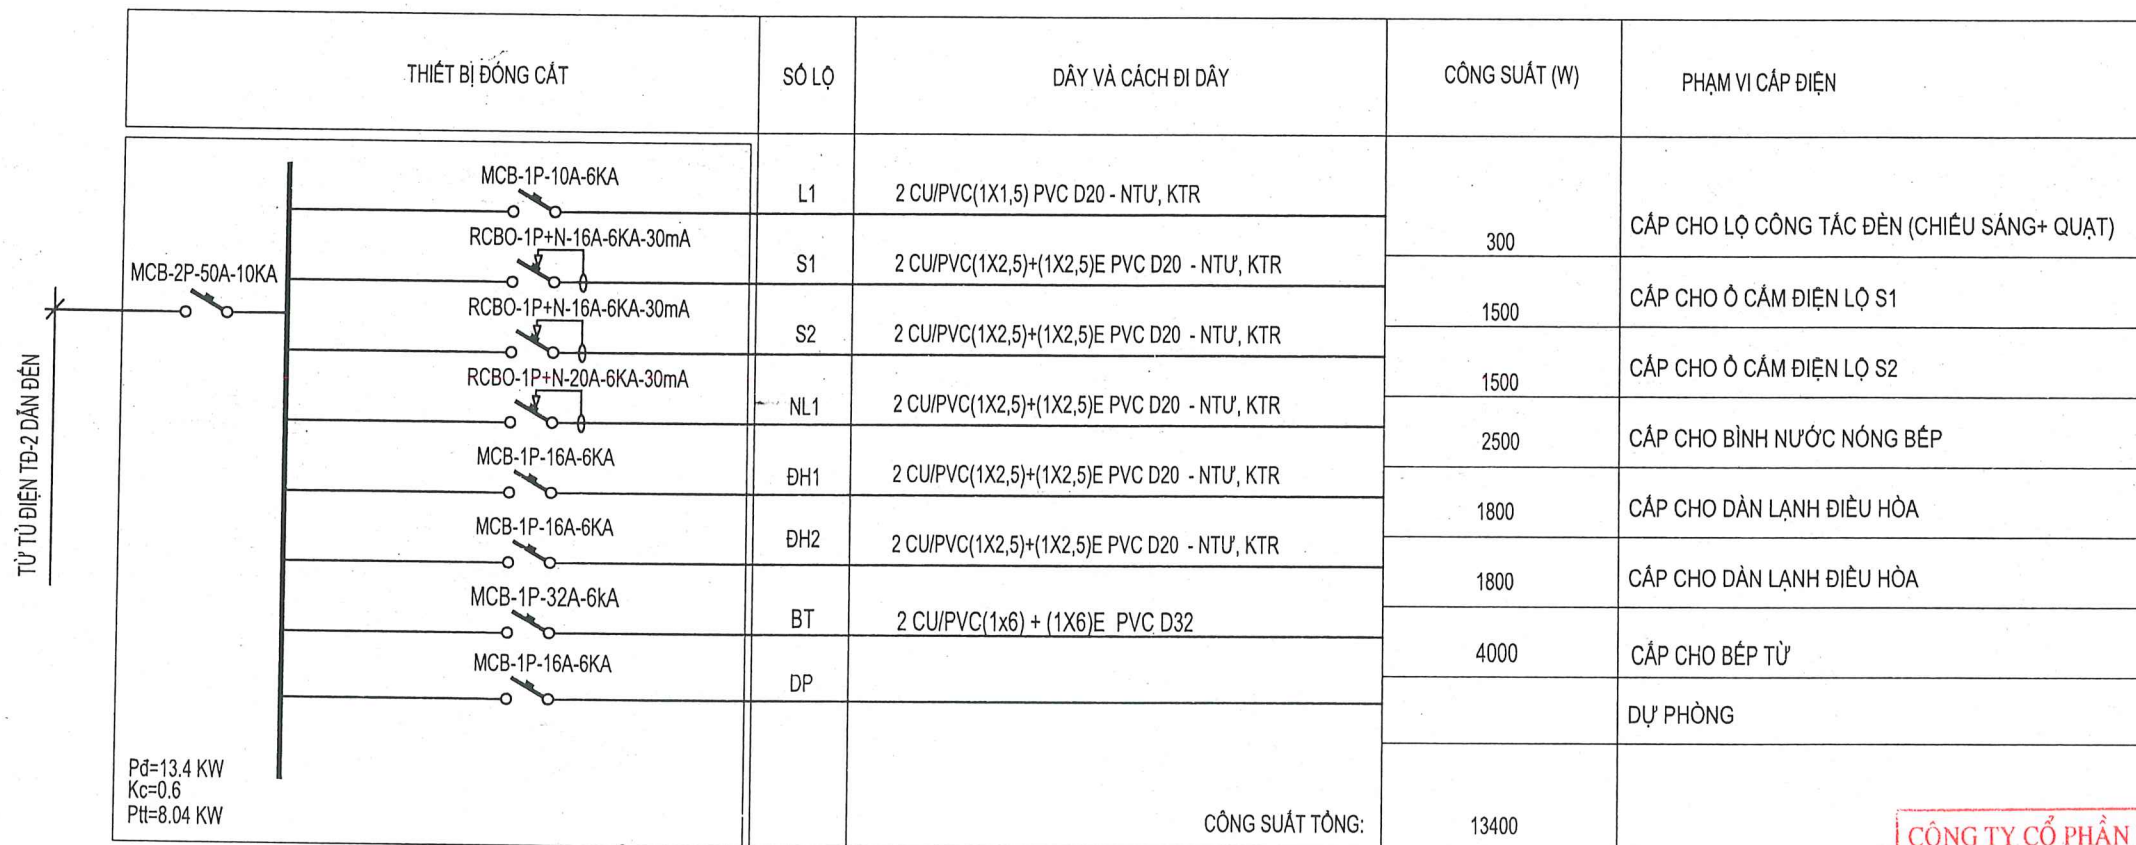 THIẾT BỊ ĐÓNG CẮT
SỐ LỘ
DÂY VÀ CÁCH ĐI DÂY
CÔNG SUẤT (W)
PHẠM VI CẤP ĐIỆN
TỪ TỦ ĐIỆN TĐ-2 DẪN ĐẾN
MCB-2P-50A-10KA
MCB-1P-10A-6KA
L1
2 CU/PVC(1X1,5) PVC D20 - NTƯ, KTR
300
CẤP CHO LỘ CÔNG TẮC ĐÈN (CHIẾU SÁNG+ QUẠT)
RCBO-1P+N-16A-6KA-30mA
S1
2 CU/PVC(1X2,5)+(1X2,5)E PVC D20 - NTƯ, KTR
1500
CẤP CHO Ổ CẮM ĐIỆN LỘ S1
RCBO-1P+N-16A-6KA-30mA
S2
2 CU/PVC(1X2,5)+(1X2,5)E PVC D20 - NTƯ, KTR
1500
CẤP CHO Ổ CẮM ĐIỆN LỘ S2
RCBO-1P+N-20A-6KA-30mA
NL1
2 CU/PVC(1X2,5)+(1X2,5)E PVC D20 - NTƯ, KTR
2500
CẤP CHO BÌNH NƯỚC NÓNG BẾP
MCB-1P-16A-6KA
ĐH1
2 CU/PVC(1X2,5)+(1X2,5)E PVC D20 - NTƯ, KTR
1800
CẤP CHO DÀN LẠNH ĐIỀU HÒA
MCB-1P-16A-6KA
ĐH2
2 CU/PVC(1X2,5)+(1X2,5)E PVC D20 - NTƯ, KTR
1800
CẤP CHO DÀN LẠNH ĐIỀU HÒA
MCB-1P-32A-6kA
BT
2 CU/PVC(1x6) + (1X6)E PVC D32
4000
CẤP CHO BẾP TỪ
MCB-1P-16A-6KA
DP
DỰ PHÒNG
Pđ=13.4 KW
Kc=0.6
Ptt=8.04 KW
CÔNG SUẤT TỔNG:
13400
CÔNG TY CỔ PHẦN